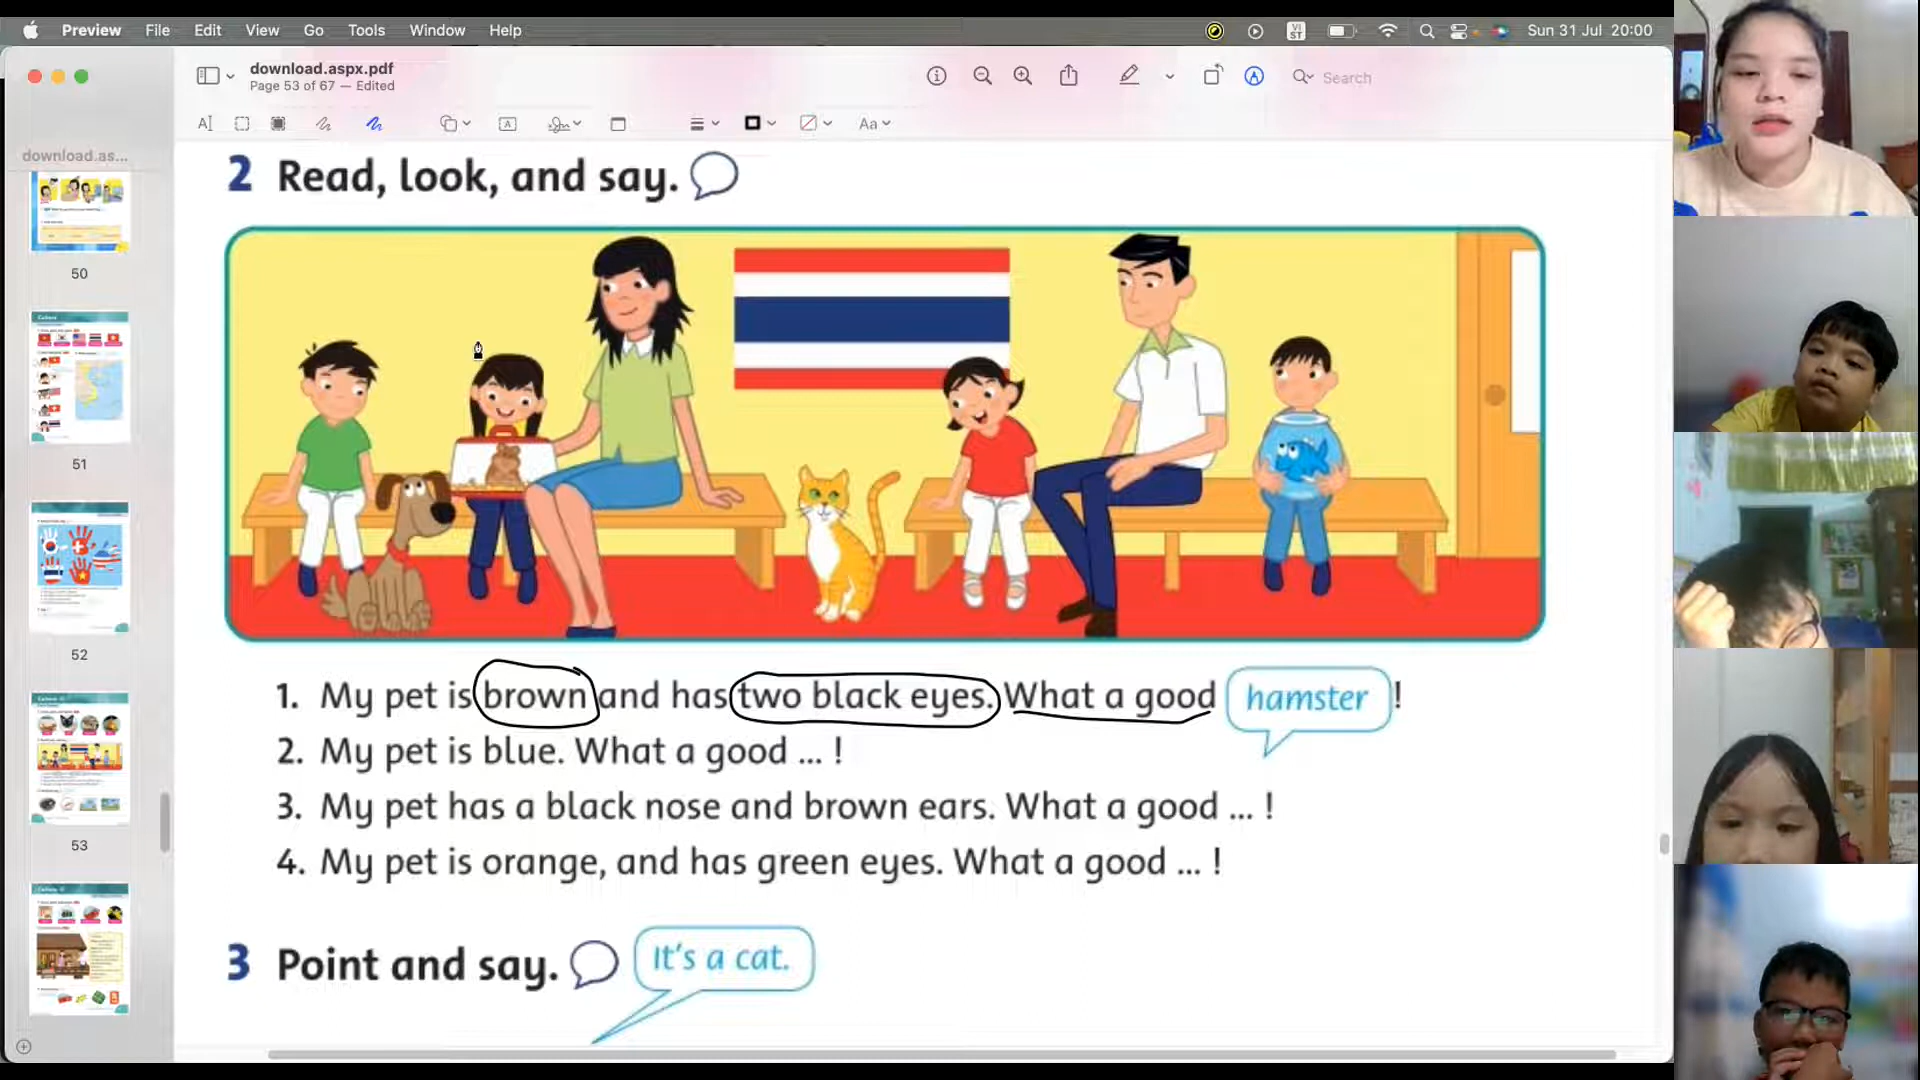 Preview File Edit View Go Tools Window Help
VI
ST
Sun 31 Jul 20:00
download.aspx.pdf
Page 53 of 67 — Edited
Search
A
Aa
download.as...
50
51
52
53
2 Read, look, and say.
1. My pet is brown and has two black eyes. What a good hamster !
2. My pet is blue. What a good ... !
3. My pet has a black nose and brown ears. What a good ... !
4. My pet is orange, and has green eyes. What a good ... !
3 Point and say.
It's a cat.